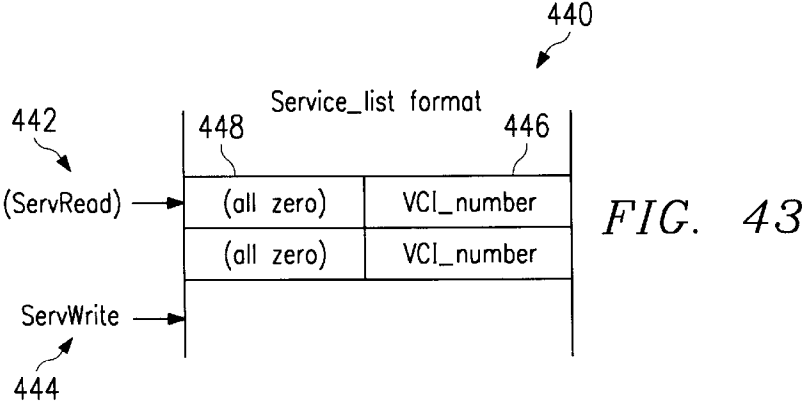 440
Service_list format
442
448
446
(ServRead)
(all zero)
VCI_number
FIG. 43
(all zero)
VCI_number
ServWrite
444